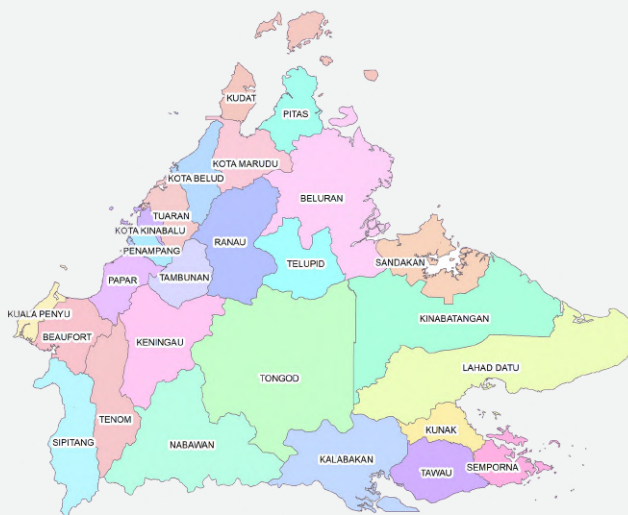 KUDAT
PITAS
KOTA MARUDU
KOTA BELUD
BELURAN
TUARAN
KOTA KINABALU
RANAU
PENAMPANG
TELUPID
SANDAKAN
PAPAR
TAMBUNAN
KUALA PENYU
KINABATANGAN
BEAUFORT
KENINGAU
LAHAD DATU
TONGOD
TENOM
KUNAK
SIPITANG
NABAWAN
KALABAKAN
SEMPORNA
TAWAU